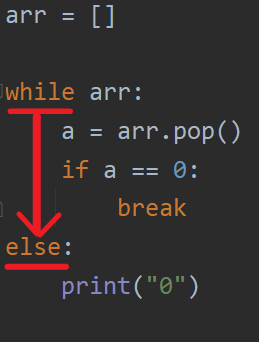 arr = []
while arr:
a = arr.pop()
if a == 0:
break
else:
print("0")